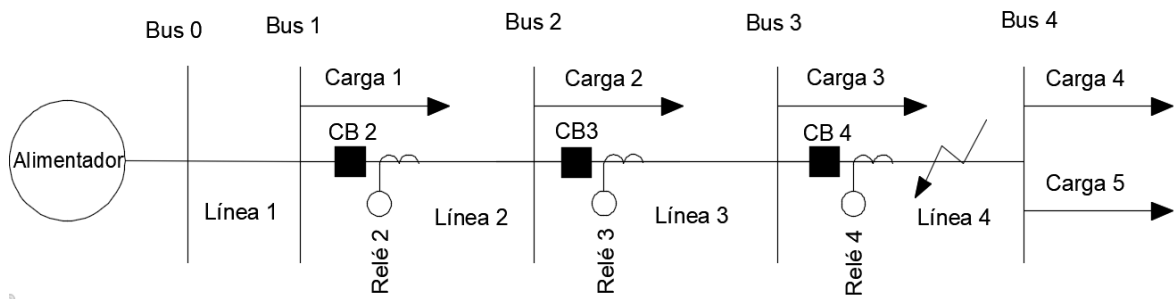 Bus 0
Bus 1
Bus 2
Bus 3
Bus 4
Carga 1
Carga 2
Carga 3
Carga 4
CB 2
CB3
CB 4
Alimentador
Carga 5
Línea 1
Línea 2
Línea 3
Línea 4
Relé 2
Relé 3
Relé 4